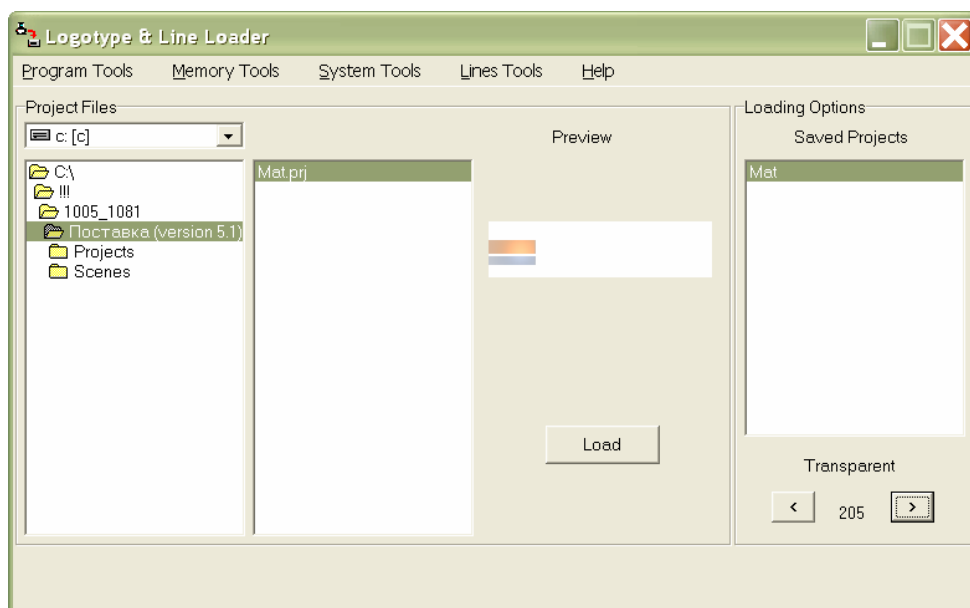 Logotype & Line Loader
Program Tools Memory Tools System Tools Lines Tools Help
Project Files
c: [c]
C:\
!!!
1005_1081
Поставка (version 5.1)
Projects
Scenes
Mat.prj
Preview
Load
Loading Options
Saved Projects
Mat
Transparent
< 205 >